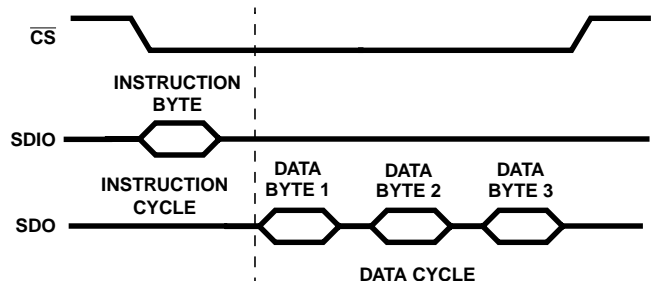 CS
INSTRUCTION
BYTE
SDIO
INSTRUCTION
CYCLE
DATA
BYTE 1
DATA
BYTE 2
DATA
BYTE 3
SDO
DATA CYCLE